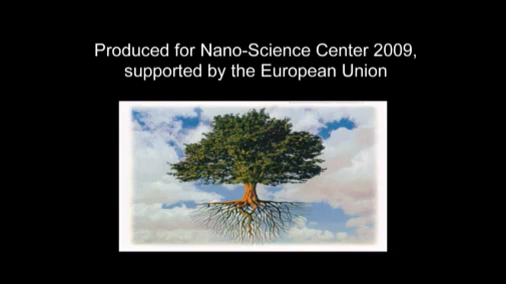 Produced for Nano-Science Center 2009,
supported by the European Union